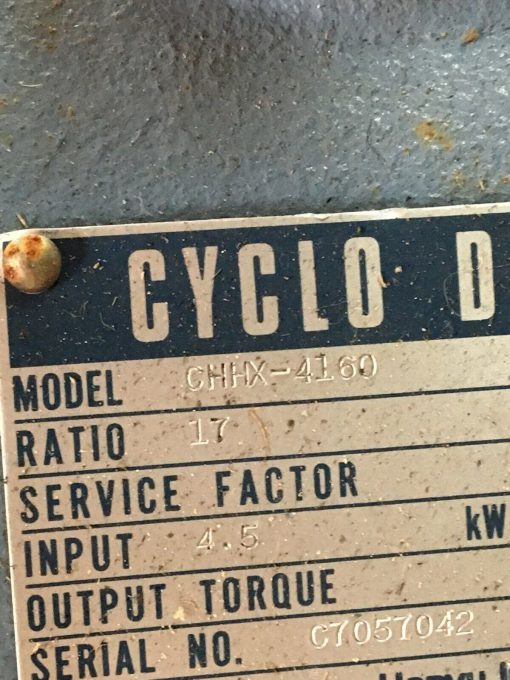 CYCLO D
MODEL CHHX-4160
RATIO 17
SERVICE FACTOR
INPUT 4.5 kW
OUTPUT TORQUE
SERIAL NO. C7057042